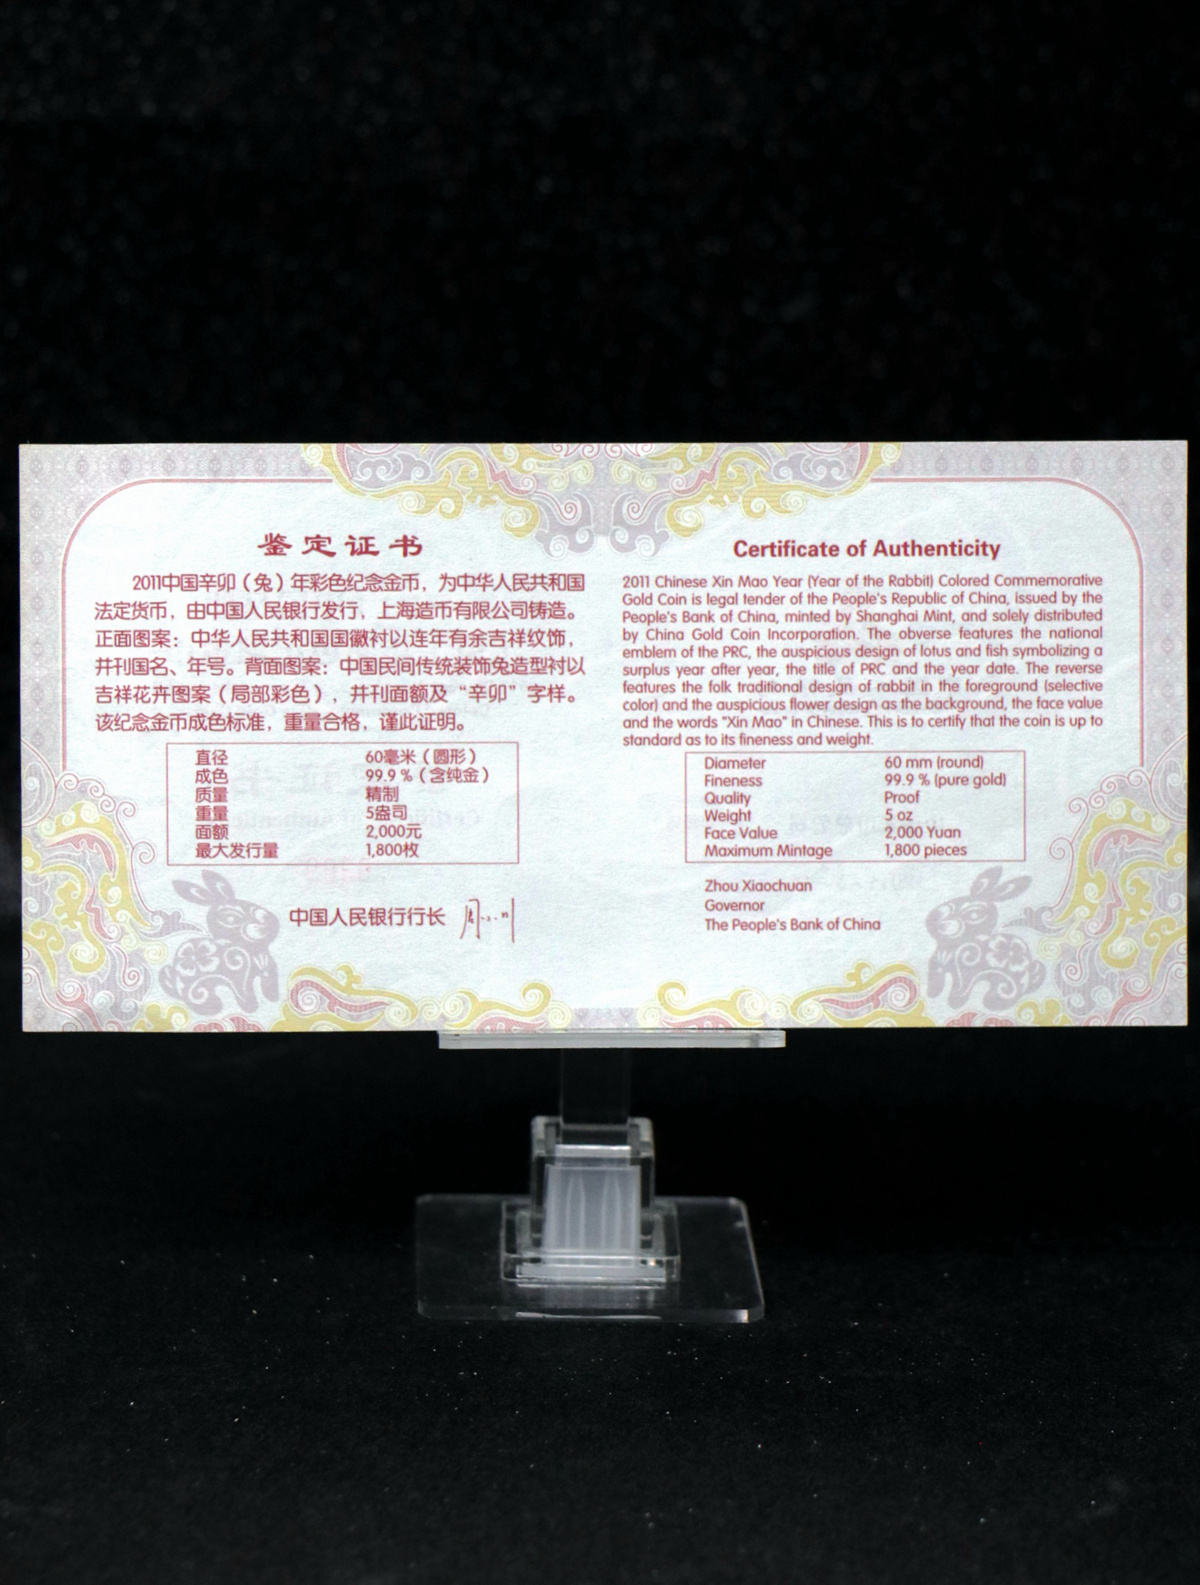 鉴定证书
2011中国辛卯（兔）年彩色纪念金币，为中华人民共和国
法定货币，由中国人民银行发行，上海造币有限公司铸造。
正面图案：中华人民共和国国徽衬以连年有余吉祥纹饰，
并刊国名、年号。背面图案：中国民间传统装饰兔造型衬以
吉祥花卉图案（局部彩色），并刊面额及“辛卯”字样。
该纪念金币成色标准，重量合格，谨此证明。
直径 60毫米（圆形）
成色 99.9 %（含纯金）
质量 精制
重量 5盎司
面额 2,000元
最大发行量 1,800枚
中国人民银行行长
Certificate of Authenticity
2011 Chinese Xin Mao Year (Year of the Rabbit) Colored Commemorative
Gold Coin is legal tender of the People's Republic of China, issued by the
People's Bank of China, minted by Shanghai Mint, and solely distributed
by China Gold Coin Incorporation. The obverse features the national
emblem of the PRC, the auspicious design of lotus and fish symbolizing a
surplus year after year, the title of PRC and the year date. The reverse
features the folk traditional design of rabbit in the foreground (selective
color) and the auspicious flower design as the background, the face value
and the words "Xin Mao" in Chinese. This is to certify that the coin is up to
standard as to its fineness and weight.
Diameter 60 mm (round)
Fineness 99.9 % (pure gold)
Quality Proof
Weight 5 oz
Face Value 2,000 Yuan
Maximum Mintage 1,800 pieces
Zhou Xiaochuan
Governor
The People's Bank of China